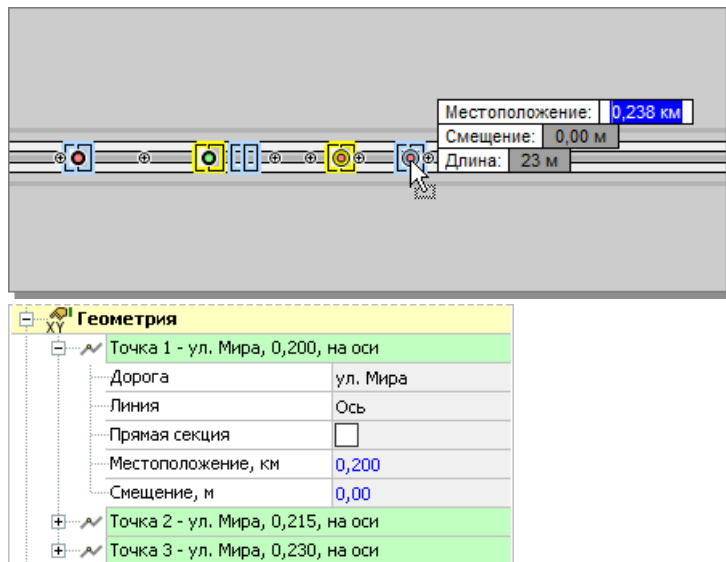 Местоположение: 0,238 км
Смещение: 0,00 м
Длина: 23 м
XY Геометрия
Точка 1 - ул. Мира, 0,200, на оси
Дорога ул. Мира
Линия Ось
Прямая секция
Местоположение, км 0,200
Смещение, м 0,00
Точка 2 - ул. Мира, 0,215, на оси
Точка 3 - ул. Мира, 0,230, на оси